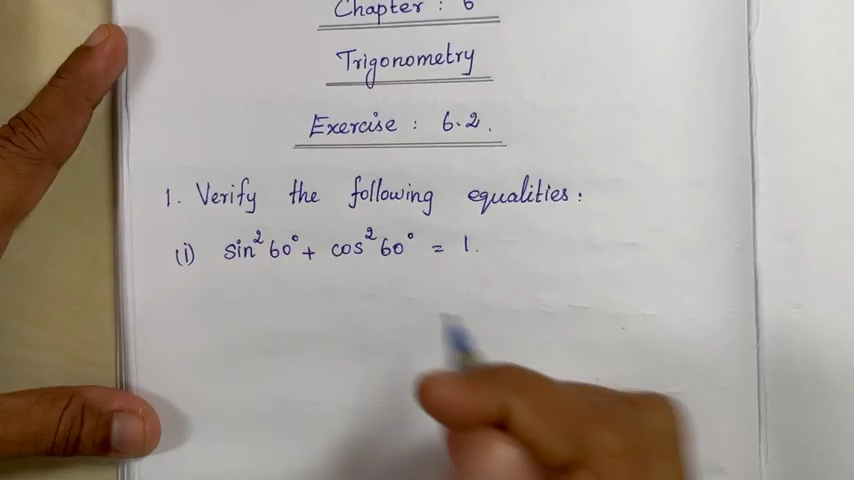 Chapter : 6
Trigonometry
Exercise : 6.2.
1. Verify the following equalities :
(i) sin²60° + cos²60° = 1.